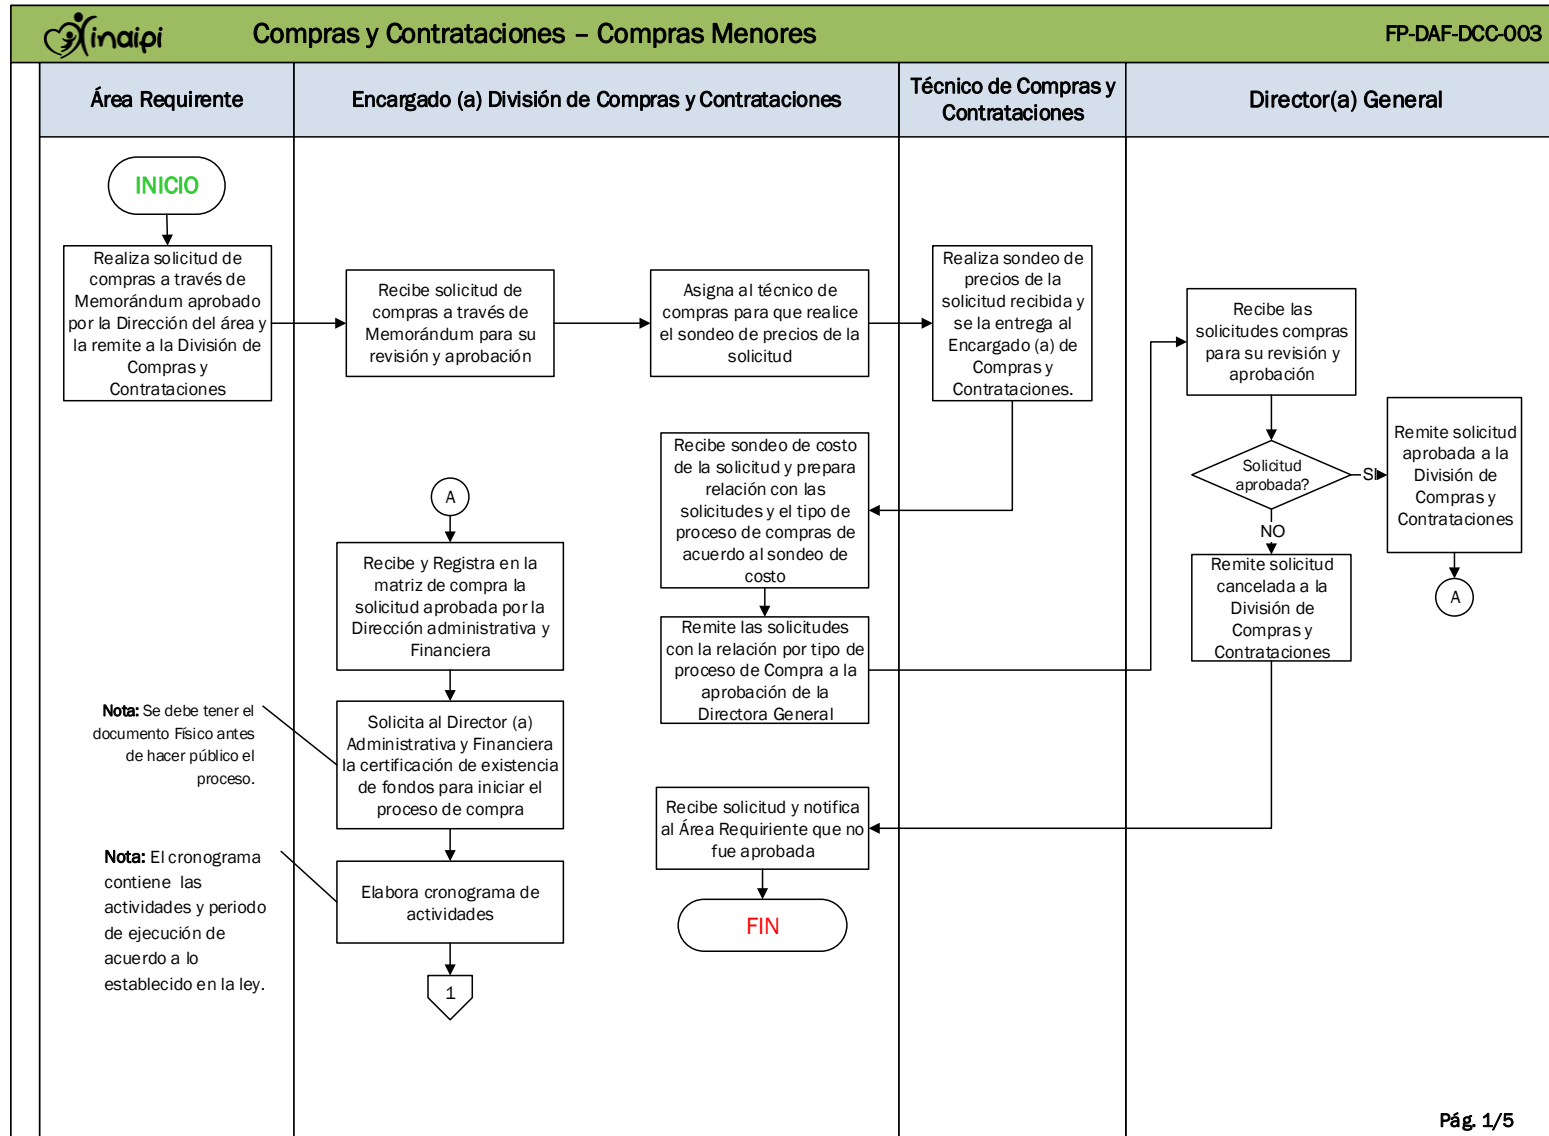 inaipi
Compras y Contrataciones – Compras Menores
FP-DAF-DCC-003
Área Requirente
Encargado (a) División de Compras y Contrataciones
Técnico de Compras y
Contrataciones
Director(a) General
INICIO
Realiza solicitud de
compras a través de
Memorándum aprobado
por la Dirección del área y
la remite a la División de
Compras y
Contrataciones
Recibe solicitud de
compras a través de
Memorándum para su
revisión y aprobación
Asigna al técnico de
compras para que realice
el sondeo de precios de la
solicitud
Realiza sondeo de
precios de la
solicitud recibida y
se la entrega al
Encargado (a) de
Compras y
Contrataciones.
Recibe las
solicitudes compras
para su revisión y
aprobación
Solicitud
aprobada?
SI
NO
Remite solicitud
aprobada a la
División de
Compras y
Contrataciones
A
Remite solicitud
cancelada a la
División de
Compras y
Contrataciones
Recibe sondeo de costo
de la solicitud y prepara
relación con las
solicitudes y el tipo de
proceso de compras de
acuerdo al sondeo de
costo
Remite las solicitudes
con la relación por tipo de
proceso de Compra a la
aprobación de la
Directora General
Recibe solicitud y notifica
al Área Requiriente que no
fue aprobada
FIN
A
Recibe y Registra en la
matriz de compra la
solicitud aprobada por la
Dirección administrativa y
Financiera
Solicita al Director (a)
Administrativa y Financiera
la certificación de existencia
de fondos para iniciar el
proceso de compra
Nota: Se debe tener el
documento Físico antes
de hacer público el
proceso.
Elabora cronograma de
actividades
Nota: El cronograma
contiene las
actividades y periodo
de ejecución de
acuerdo a lo
establecido en la ley.
1
Pág. 1/5